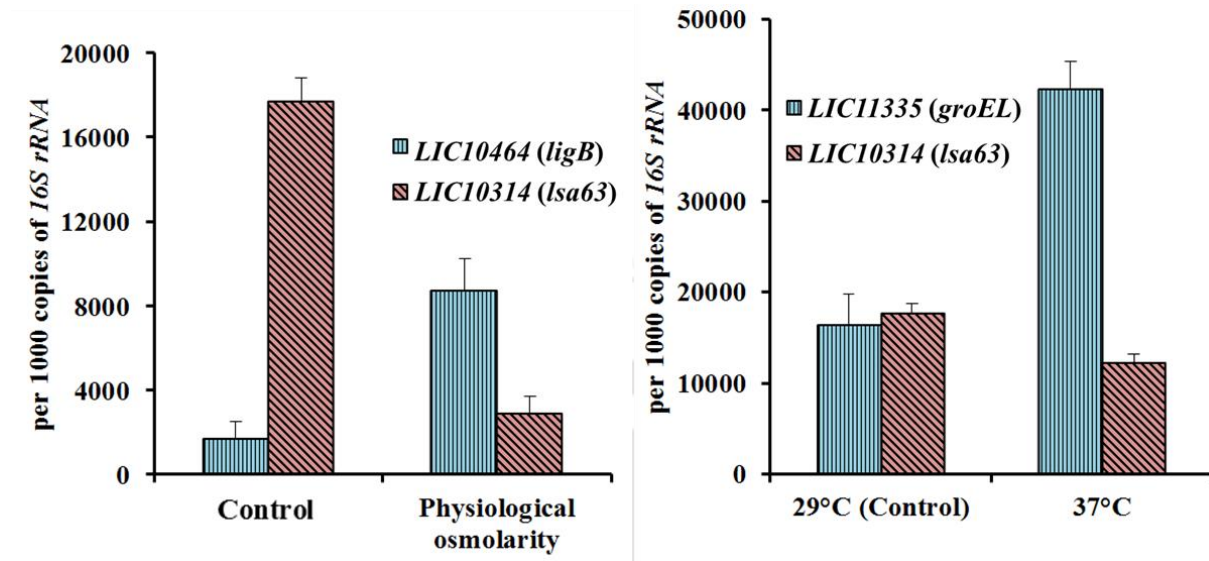 per 1000 copies of 16S rRNA
20000
16000
12000
8000
4000
0
LIC10464 (ligB)
LIC10314 (lsa63)
Control
Physiological
osmolarity
per 1000 copies of 16S rRNA
50000
40000
30000
20000
10000
0
LIC11335 (groEL)
LIC10314 (lsa63)
29°C (Control)
37°C